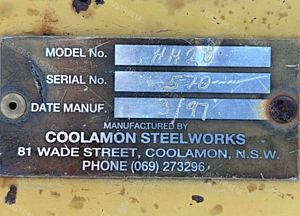 MODEL No. HH28
SERIAL No. 570
DATE MANUF. 3/97
MANUFACTURED BY
COOLAMON STEELWORKS
81 WADE STREET, COOLAMON, N.S.W.
PHONE (069) 273296